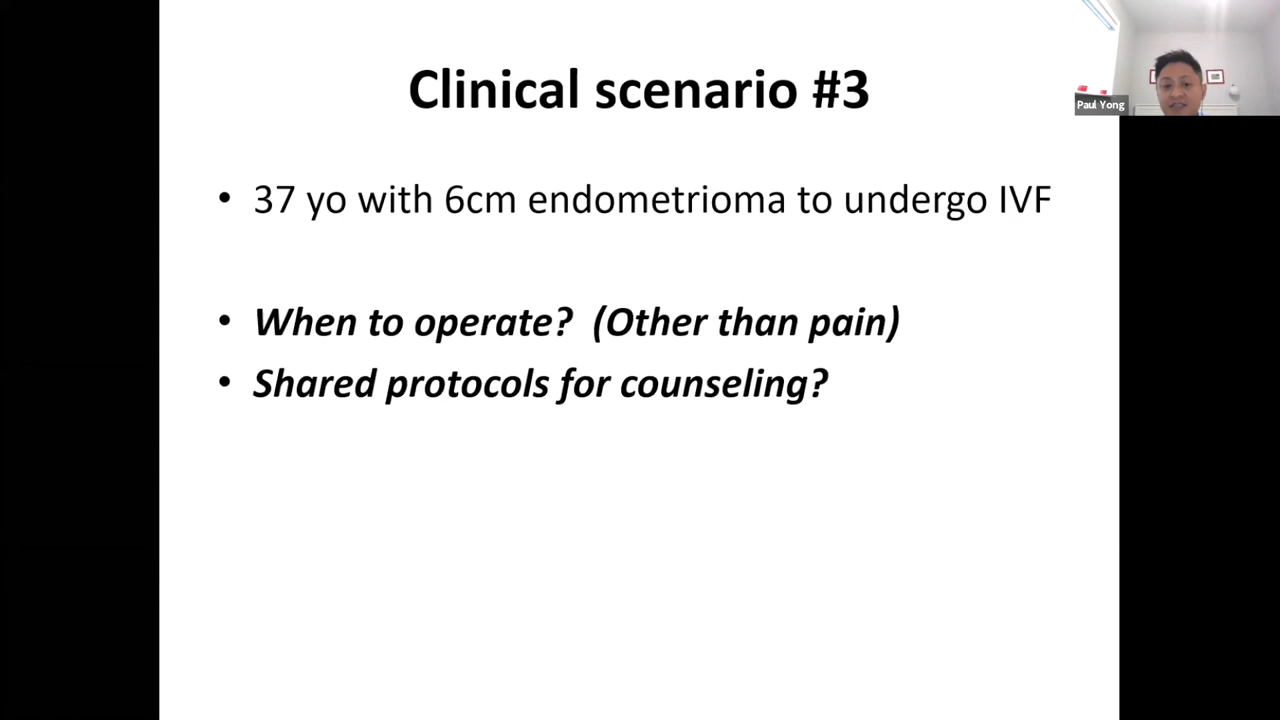 Clinical scenario #3
Paul Yong
• 37 yo with 6cm endometrioma to undergo IVF
• When to operate? (Other than pain)
• Shared protocols for counseling?